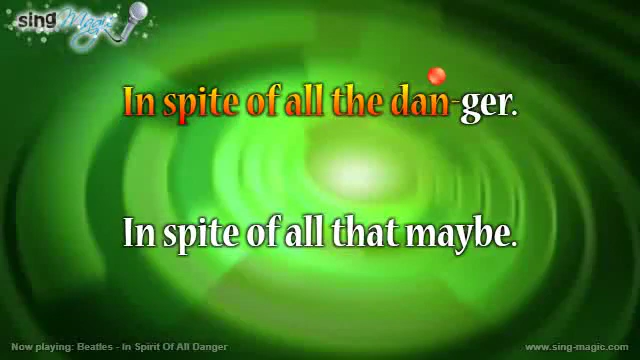 sing
Magic
In spite of all the dan-ger.
In spite of all that maybe.
Now playing: Beatles - In Spirit Of All Danger
www.sing-magic.com